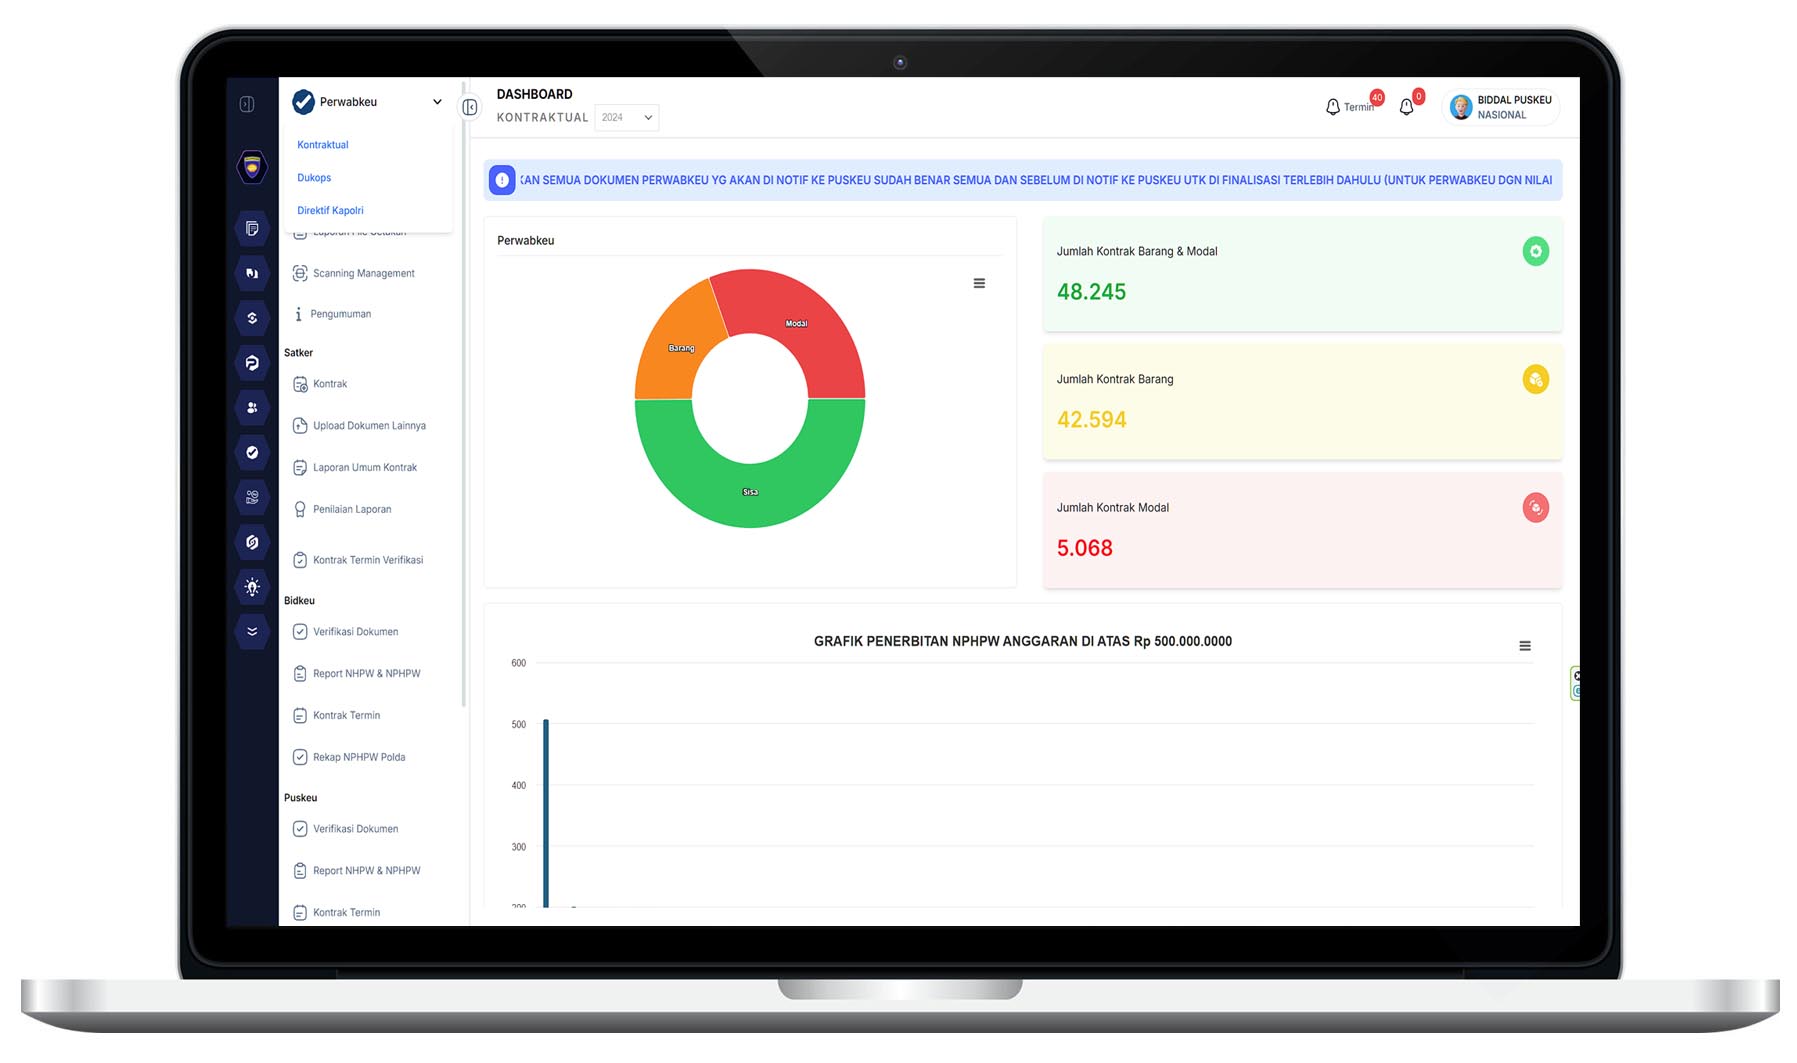 Perwabkeu
Kontraktual
Dukops
Direktif Kapolri
Laporan File Cetakan
Scanning Management
Pengumuman
Satker
Kontrak
Upload Dokumen Lainnya
Laporan Umum Kontrak
Penilaian Laporan
Kontrak Termin Verifikasi
Bidkeu
Verifikasi Dokumen
Report NHPW & NPHPW
Kontrak Termin
Rekap NPHPW Polda
Puskeu
Verifikasi Dokumen
Report NHPW & NPHPW
Kontrak Termin
DASHBOARD
KONTRAKTUAL 2024
Termin 40
0
BIDDAL PUSKEU
NASIONAL
KAN SEMUA DOKUMEN PERWABKEU YG AKAN DI NOTIF KE PUSKEU SUDAH BENAR SEMUA DAN SEBELUM DI NOTIF KE PUSKEU UTK DI FINALISASI TERLEBIH DAHULU (UNTUK PERWABKEU DGN NILAI
Perwabkeu
Modal
Barang
Sisa
Jumlah Kontrak Barang & Modal
48.245
Jumlah Kontrak Barang
42.594
Jumlah Kontrak Modal
5.068
GRAFIK PENERBITAN NPHPW ANGGARAN DI ATAS Rp 500.000.0000
600
500
400
300
200